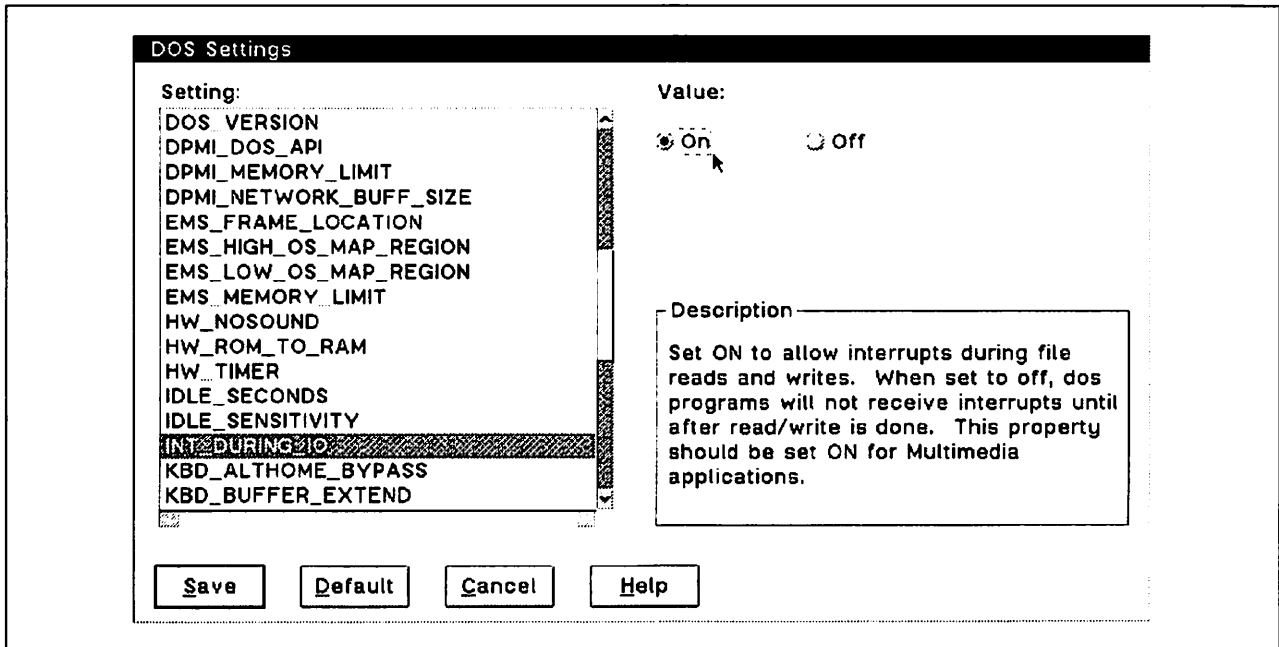 DOS Settings
Setting:
DOS_VERSION
DPMI_DOS_API
DPMI_MEMORY_LIMIT
DPMI_NETWORK_BUFF_SIZE
EMS_FRAME_LOCATION
EMS_HIGH_OS_MAP_REGION
EMS_LOW_OS_MAP_REGION
EMS_MEMORY_LIMIT
HW_NOSOUND
HW_ROM_TO_RAM
HW_TIMER
IDLE_SECONDS
IDLE_SENSITIVITY
INT_DURING_IO
KBD_ALTHOME_BYPASS
KBD_BUFFER_EXTEND
Value:
On Off
Description
Set ON to allow interrupts during file
reads and writes. When set to off, dos
programs will not receive interrupts until
after read/write is done. This property
should be set ON for Multimedia
applications.
Save Default Cancel Help